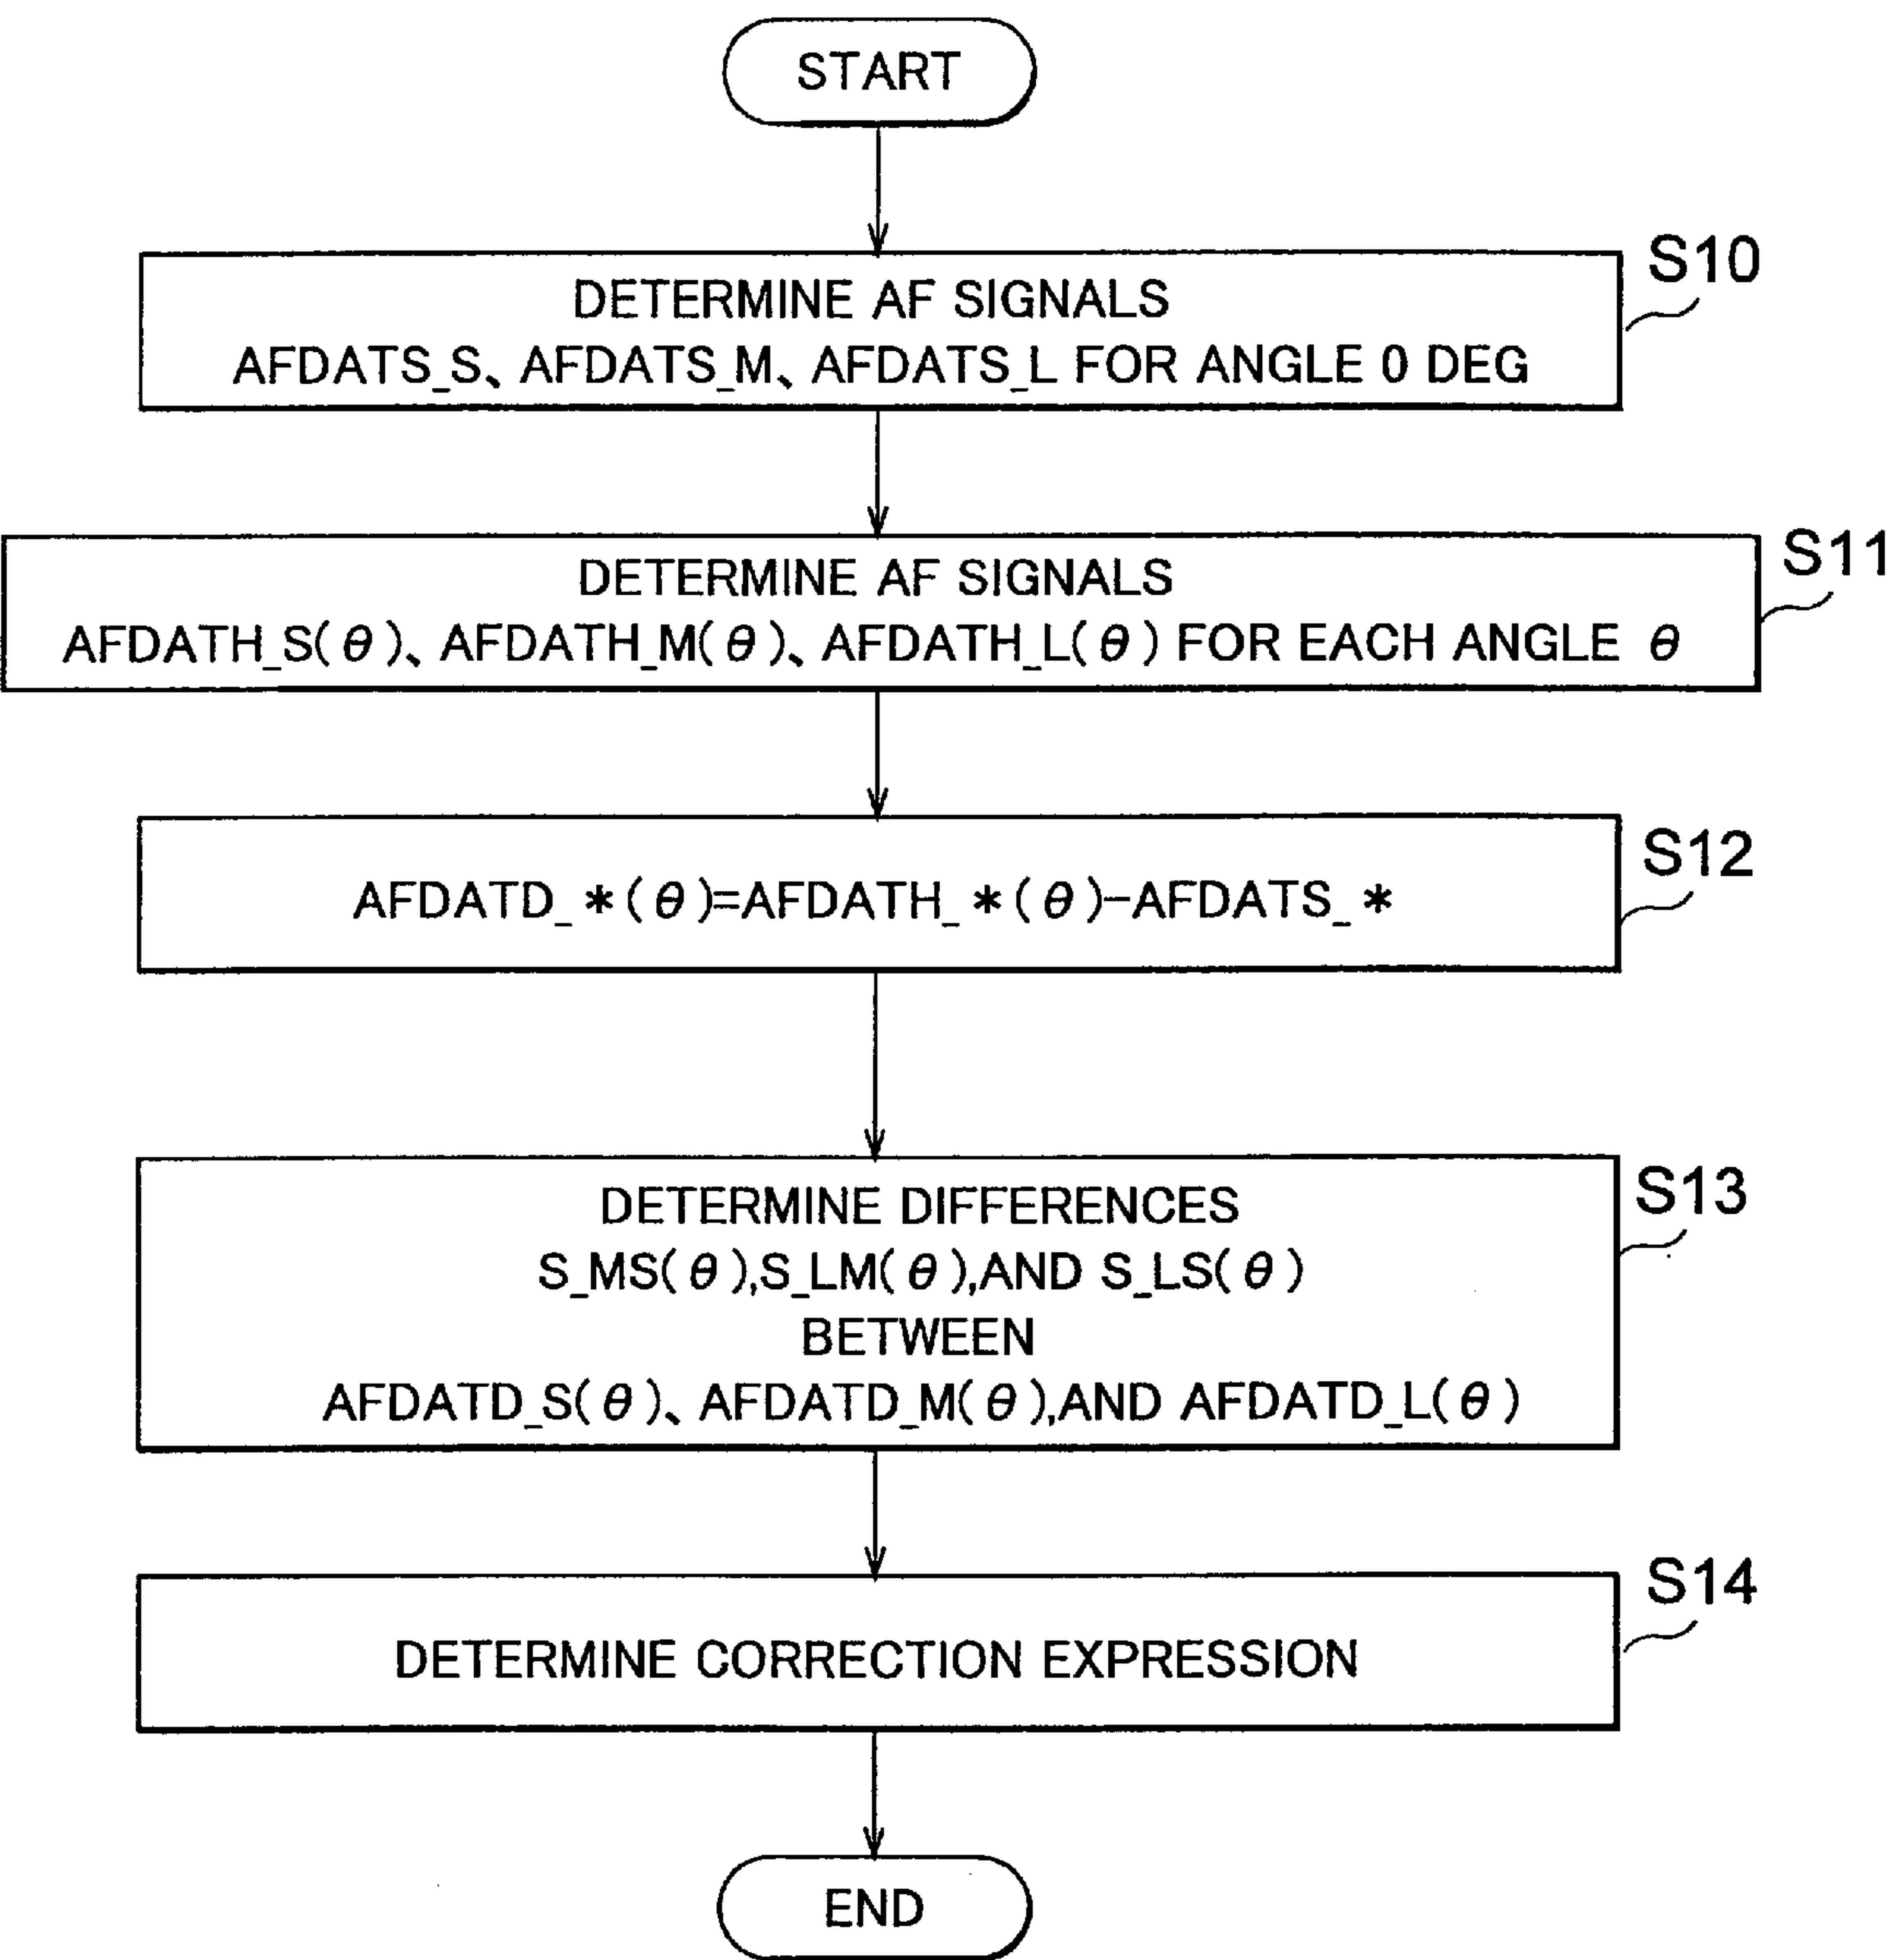 START
S10
DETERMINE AF SIGNALS
AFDATS_S、AFDATS_M、AFDATS_L FOR ANGLE 0 DEG
S11
DETERMINE AF SIGNALS
AFDATH_S(θ)、AFDATH_M(θ)、AFDATH_L(θ) FOR EACH ANGLE θ
S12
AFDATD_*(θ)=AFDATH_*(θ)-AFDATS_*
S13
DETERMINE DIFFERENCES
S_MS(θ),S_LM(θ),AND S_LS(θ)
BETWEEN
AFDATD_S(θ)、AFDATD_M(θ),AND AFDATD_L(θ)
S14
DETERMINE CORRECTION EXPRESSION
END